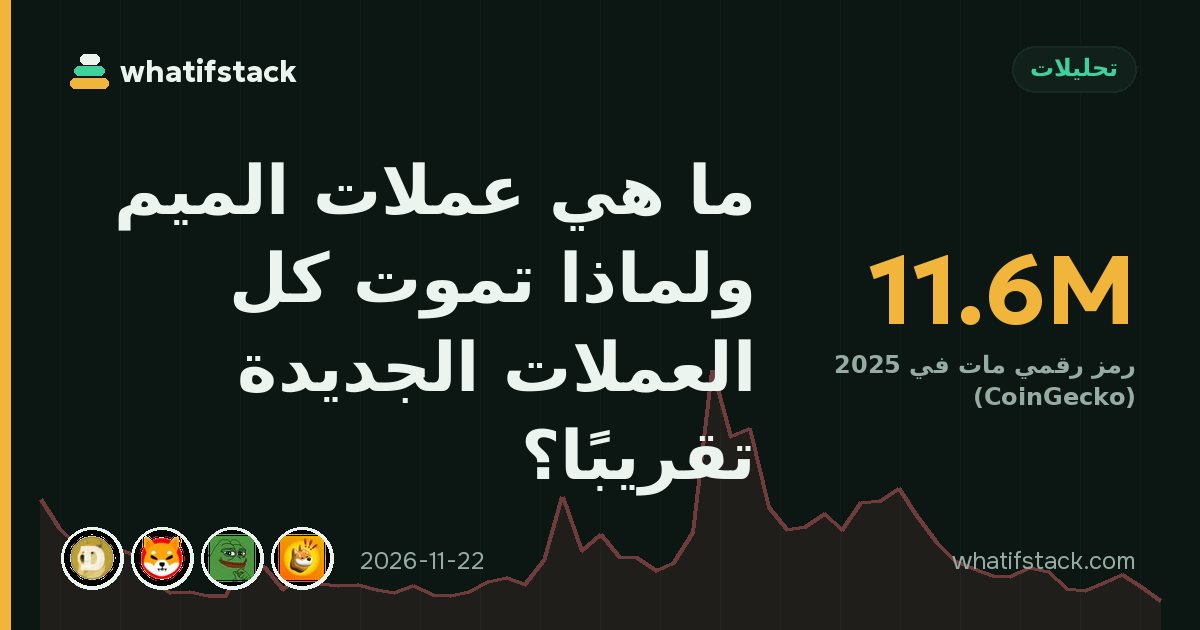 whatifstack
تحليلات
ما هي عملات الميم
ولماذا تموت كل
العملات الجديدة
تقريبًا؟
11.6M
رمز رقمي مات في 2025
(CoinGecko)
2026-11-22
whatifstack.com